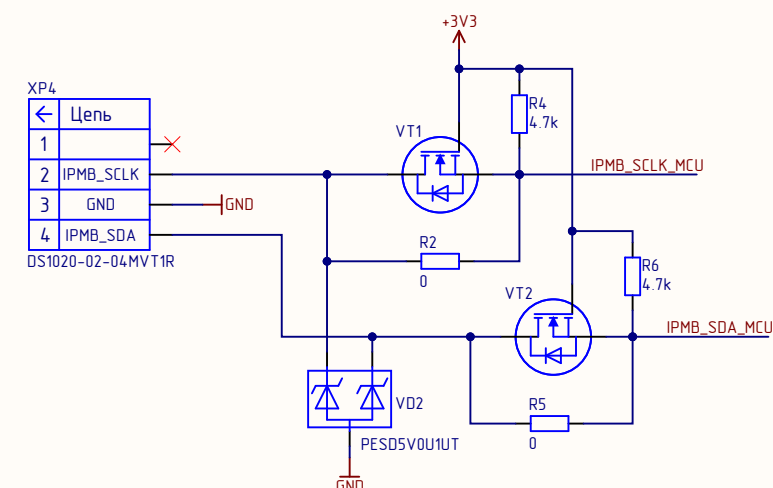 +3V3
XP4
Цепь
1
2 IPMB_SCLK
3 GND
4 IPMB_SDA
DS1020-02-04MVT1R
GND
VT1
R4
4.7k
IPMB_SCLK_MCU
R2
0
VT2
R6
4.7k
IPMB_SDA_MCU
R5
0
VD2
PESD5V0U1UT
GND